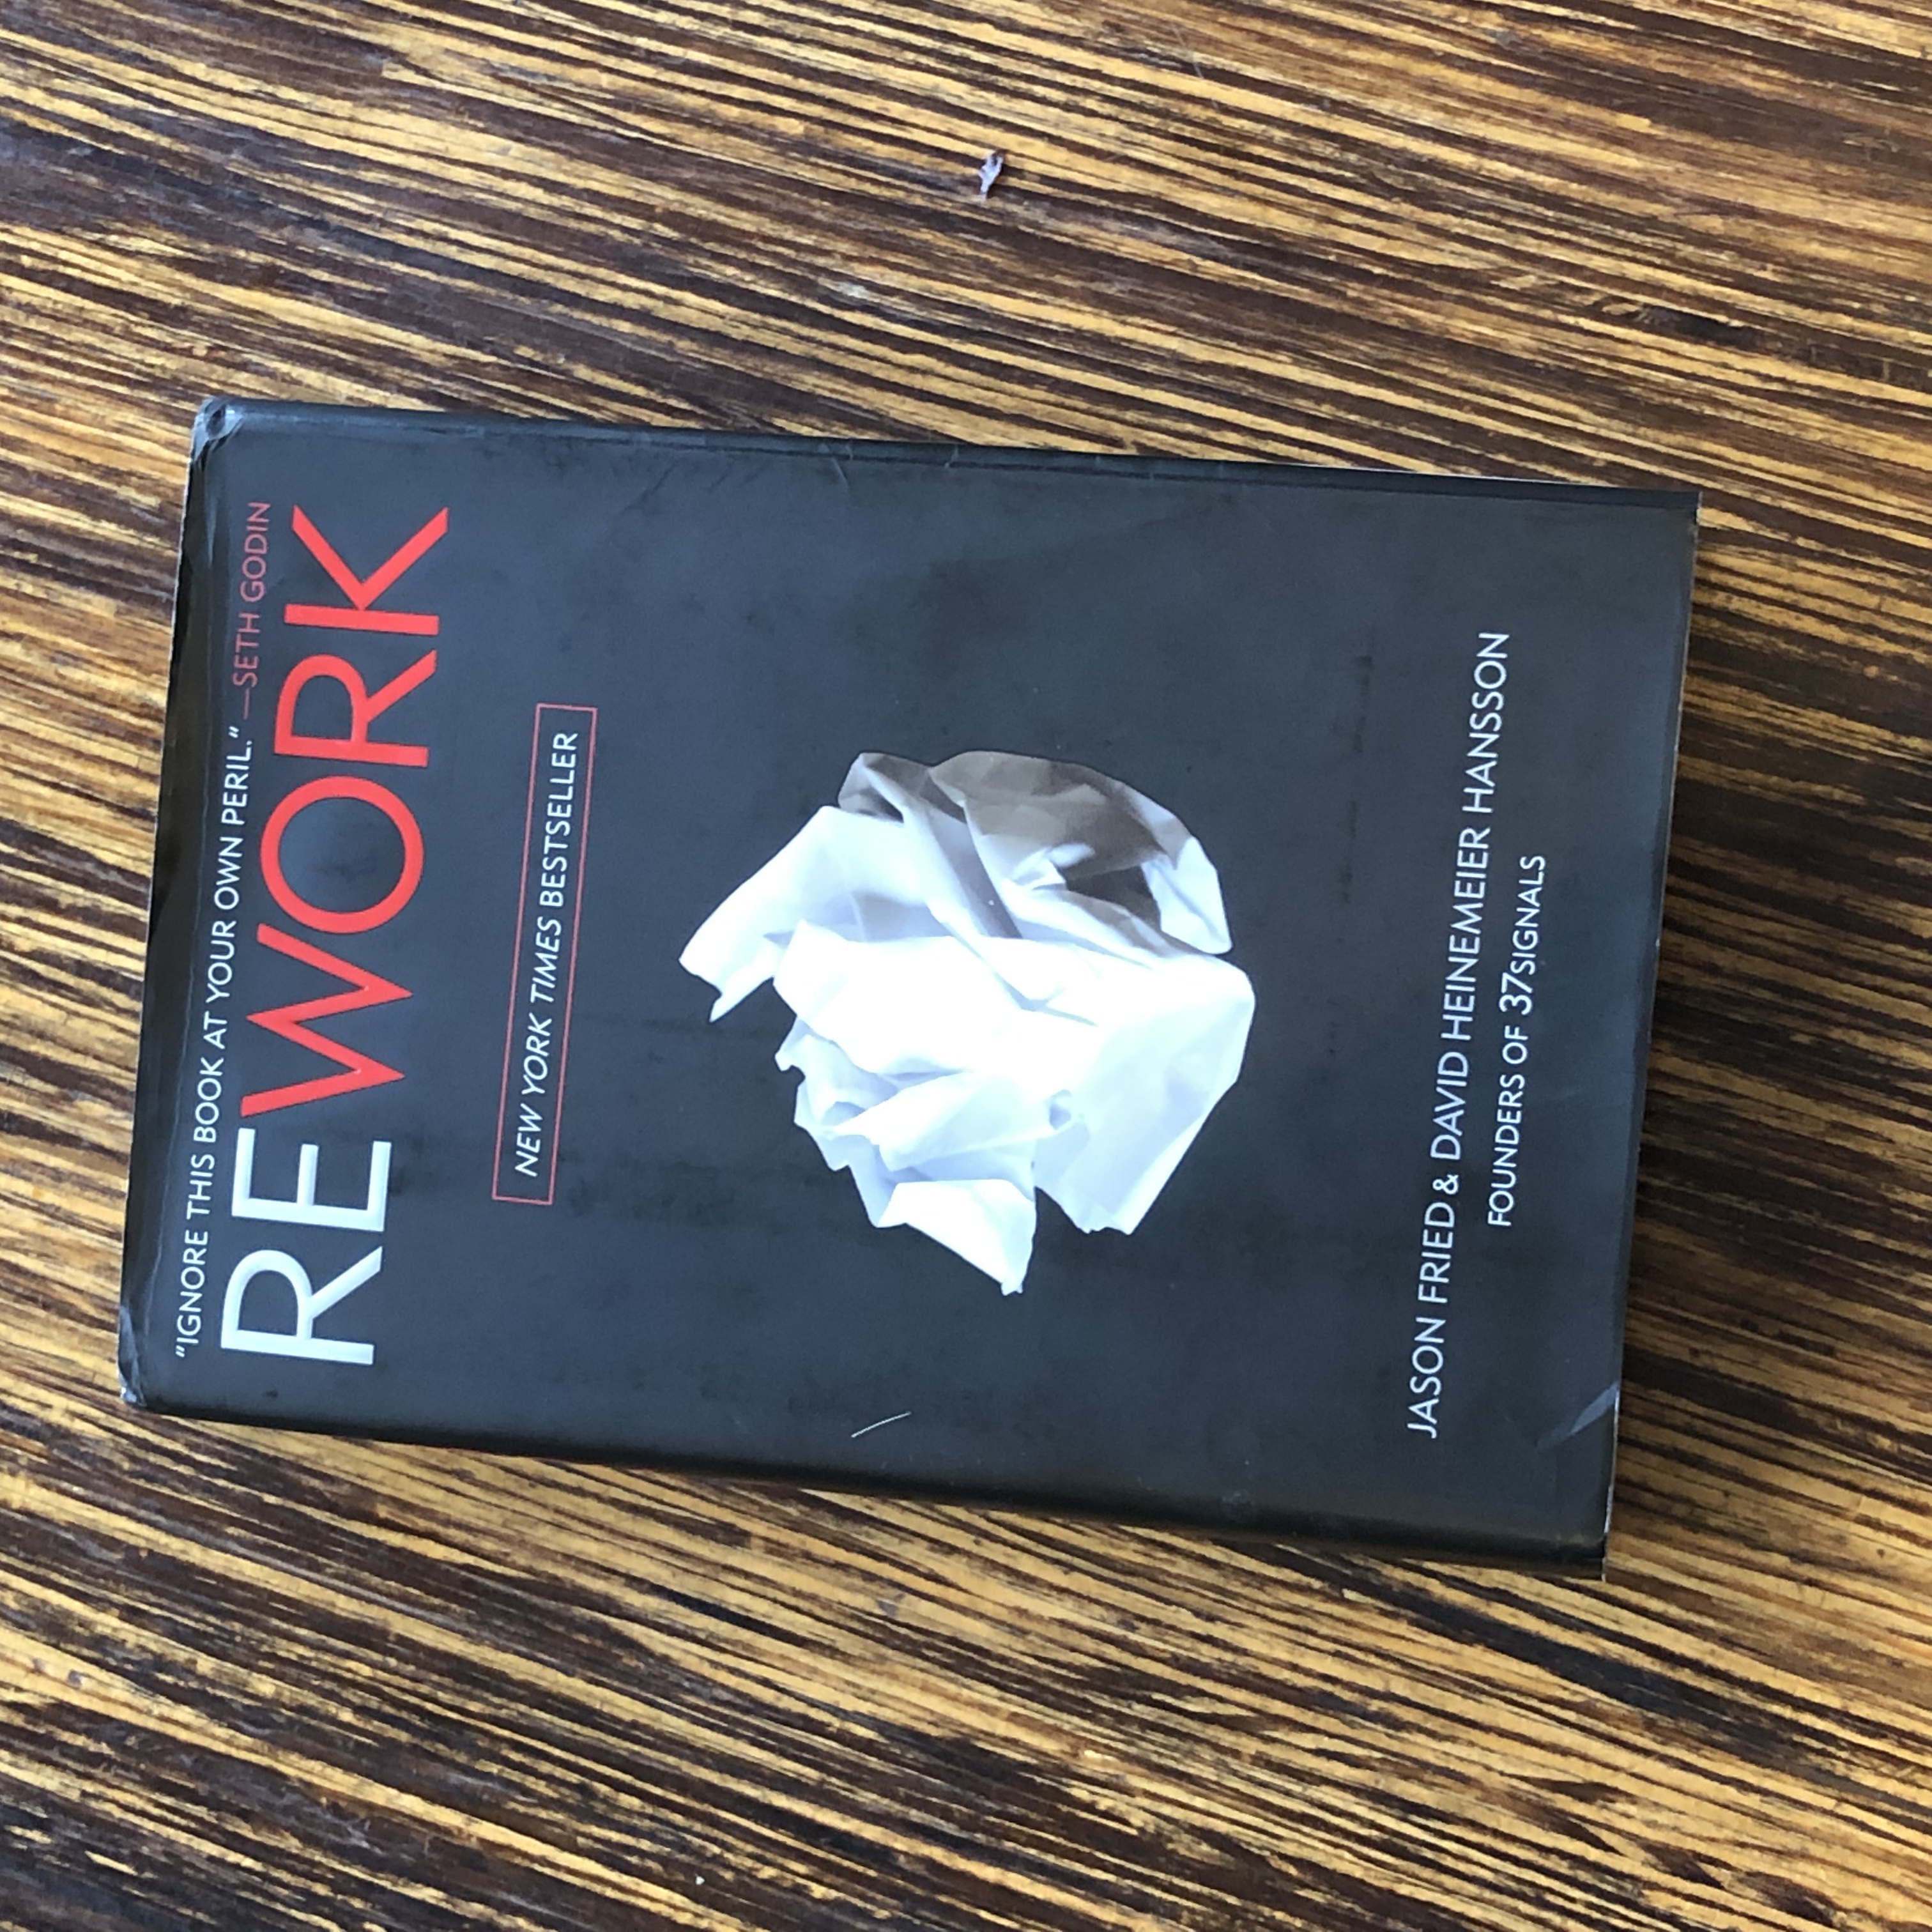 “IGNORE THIS BOOK AT YOUR OWN PERIL.“ —SETH GODIN
REWORK
NEW YORK TIMES BESTSELLER
JASON FRIED & DAVID HEINEMEIER HANSSON
FOUNDERS OF 37SIGNALS